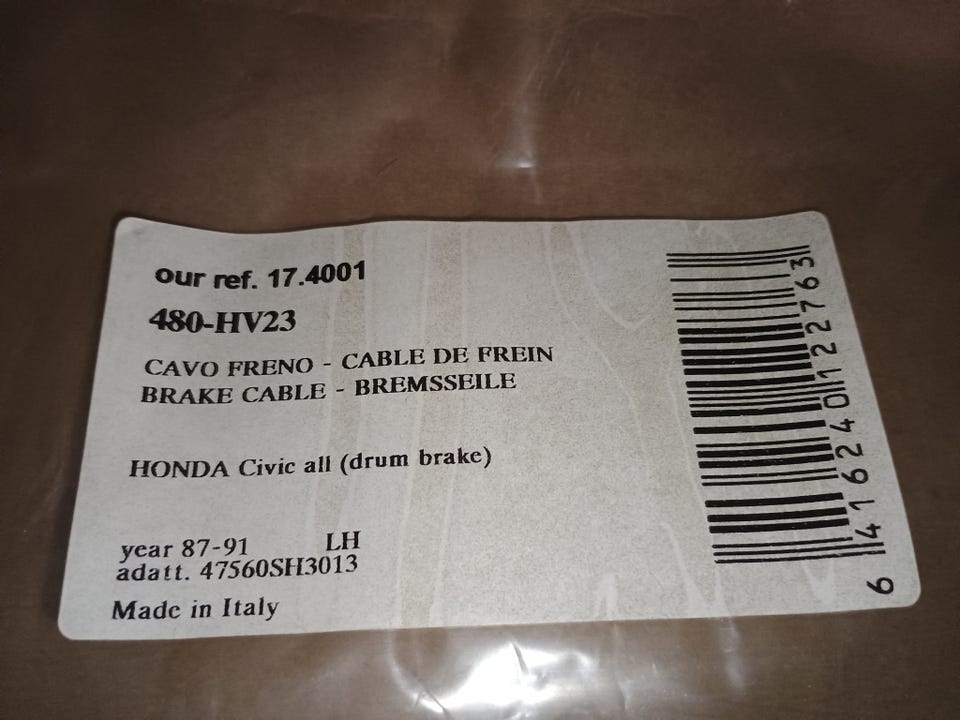 our ref. 17.4001
480-HV23
CAVO FRENO - CABLE DE FREIN
BRAKE CABLE - BREMSSEILE
HONDA Civic all (drum brake)
year 87-91 LH
adatt. 47560SH3013
Made in Italy
6 416240 122763